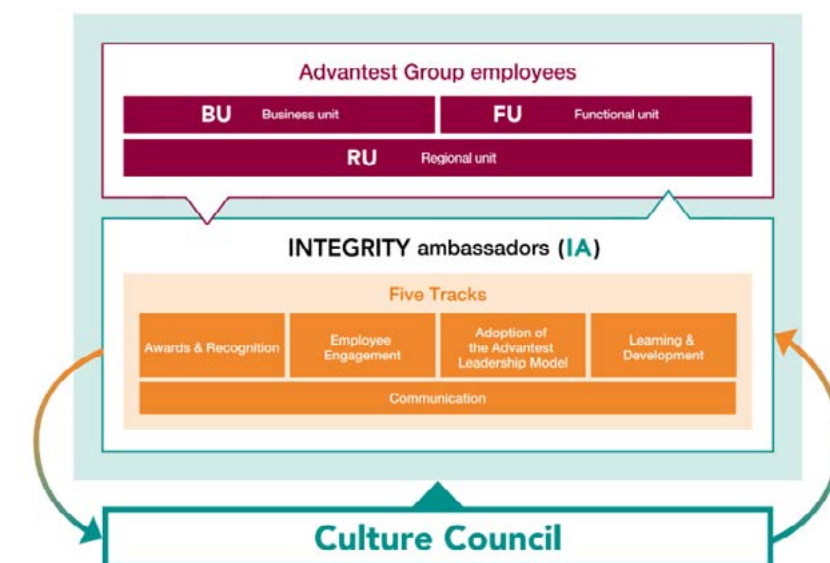 Advantest Group employees
BU Business unit
FU Functional unit
RU Regional unit
INTEGRITY ambassadors (IA)
Five Tracks
Awards & Recognition
Employee
Engagement
Adoption of
the Advantest
Leadership Model
Learning &
Development
Communication
Culture Council